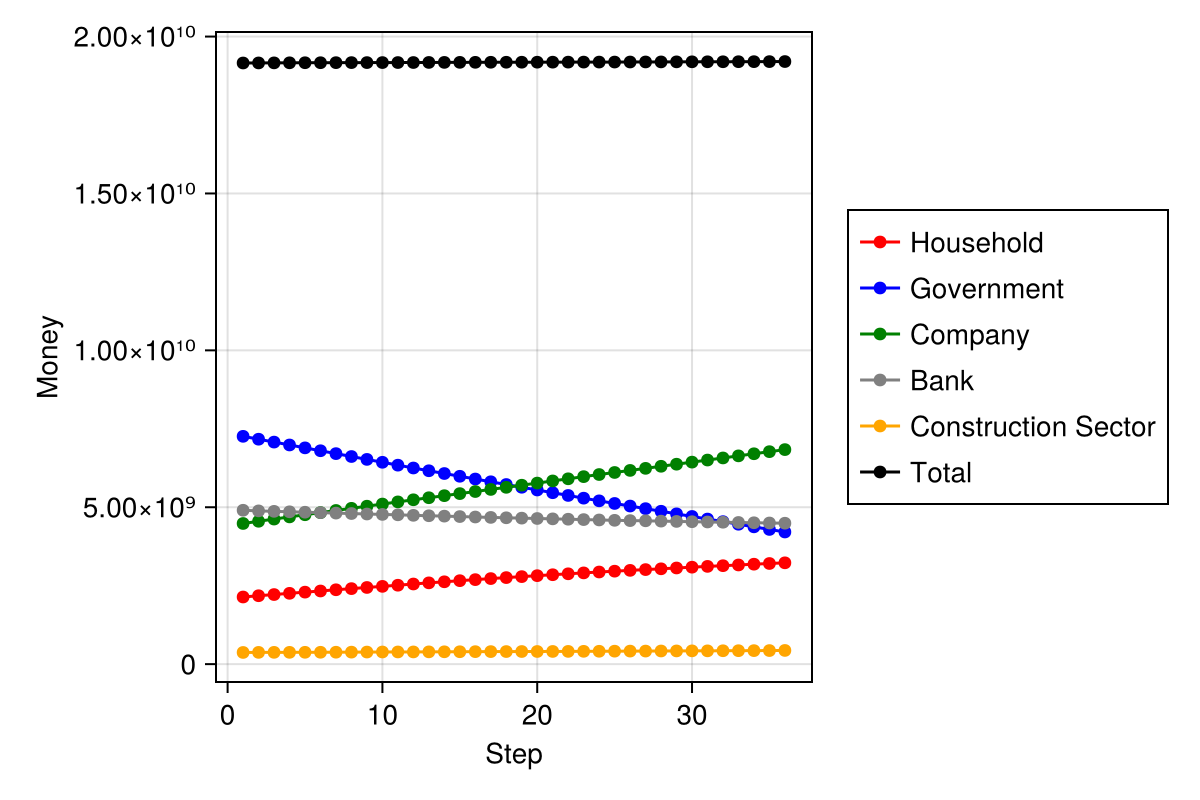 2.00×10¹⁰
1.50×10¹⁰
1.00×10¹⁰
5.00×10⁹
0
Money
0 10 20 30
Step
Household
Government
Company
Bank
Construction Sector
Total